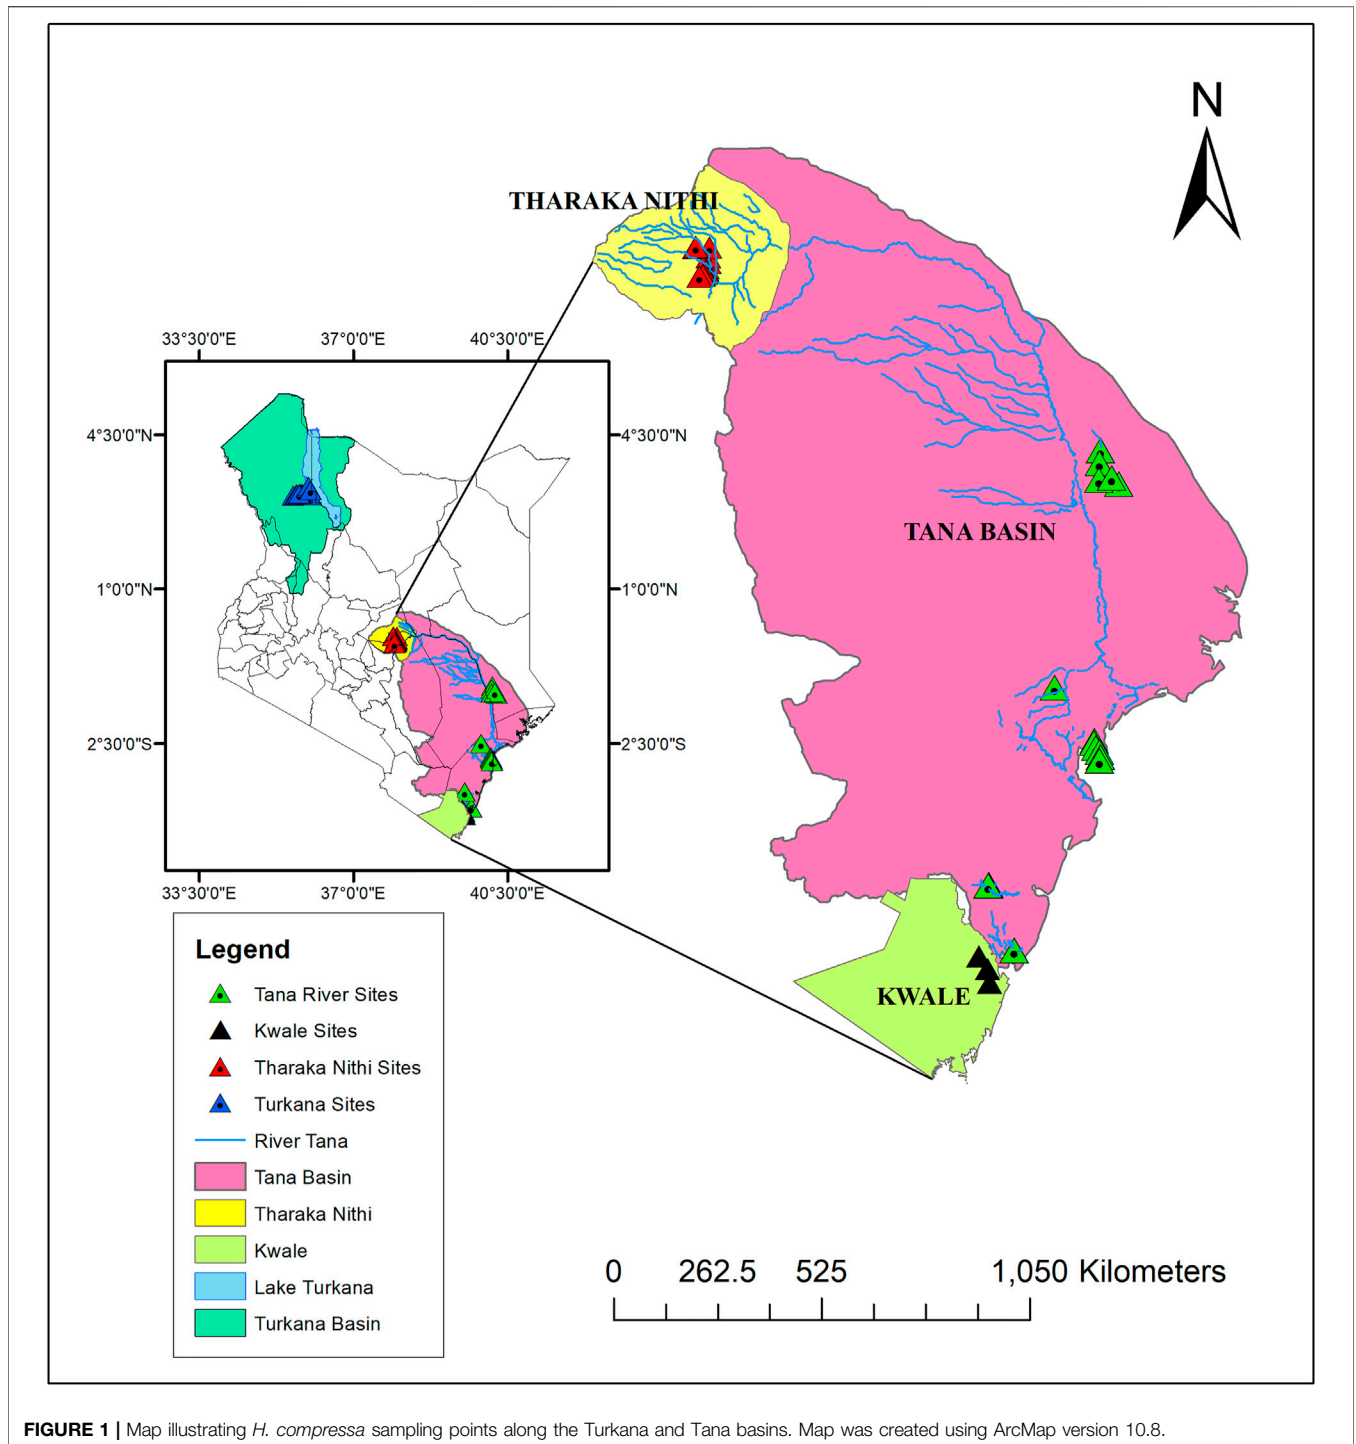 N
THARAKA NITHI
33°30'0"E 37°0'0"E 40°30'0"E
4°30'0"N 4°30'0"N
TANA BASIN
1°0'0"N 1°0'0"N
2°30'0"S 2°30'0"S
33°30'0"E 37°0'0"E 40°30'0"E
KWALE
Legend
Tana River Sites
Kwale Sites
Tharaka Nithi Sites
Turkana Sites
River Tana
Tana Basin
Tharaka Nithi
Kwale
Lake Turkana
Turkana Basin
0 262.5 525 1,050 Kilometers
FIGURE 1 | Map illustrating H. compressa sampling points along the Turkana and Tana basins. Map was created using ArcMap version 10.8.